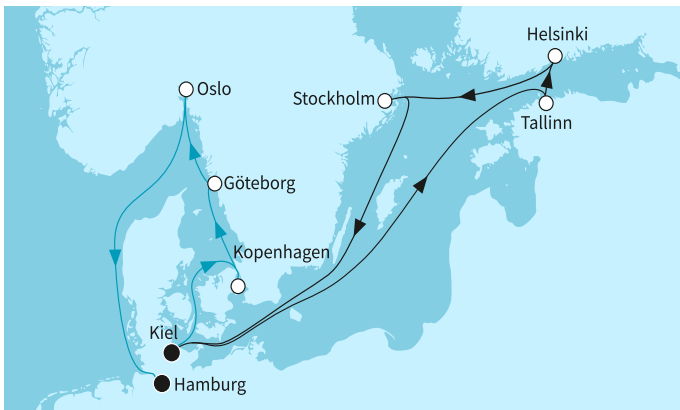 Helsinki
Oslo
Stockholm
Tallinn
Göteborg
Kopenhagen
Kiel
Hamburg